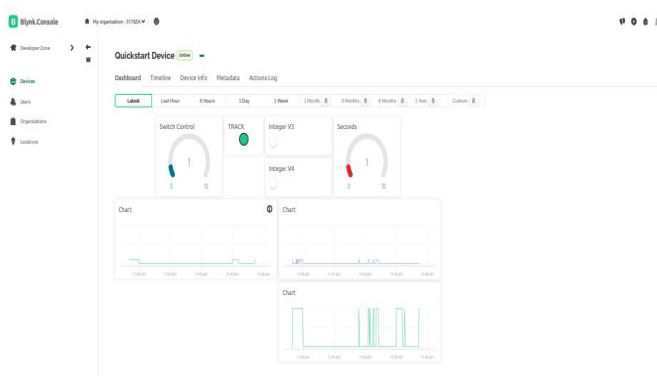 B Blynk.Console
My organization - 5178ZA
Developer Zone
Devices
Users
Organizations
Locations
Quickstart Device Online
Dashboard Timeline Device Info Metadata Actions Log
Latest Last Hour 6 Hours 1 Day 1 Week 1 Month 3 Months 6 Months 1 Year Custom
Switch Control
1
0 10
TRACK
Integer V3
Integer V4
Seconds
1
0 10
Chart
Chart
Chart